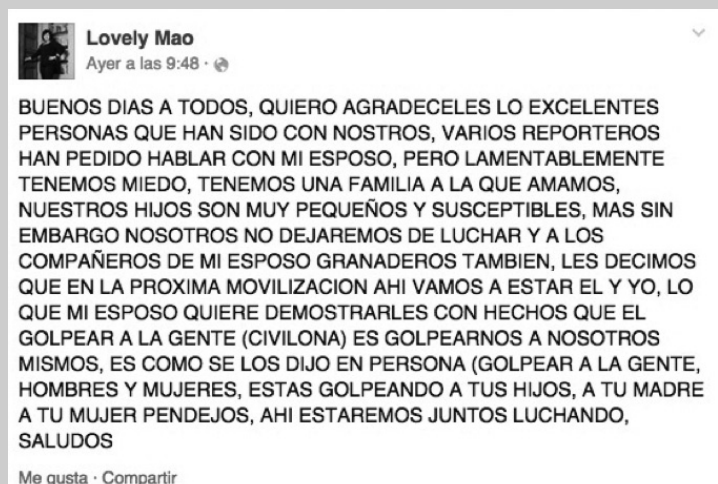 Lovely Mao
Ayer a las 9:48 ·
BUENOS DIAS A TODOS, QUIERO AGRADECELES LO EXCELENTES
PERSONAS QUE HAN SIDO CON NOSTROS, VARIOS REPORTEROS
HAN PEDIDO HABLAR CON MI ESPOSO, PERO LAMENTABLEMENTE
TENEMOS MIEDO, TENEMOS UNA FAMILIA A LA QUE AMAMOS,
NUESTROS HIJOS SON MUY PEQUEÑOS Y SUSCEPTIBLES, MAS SIN
EMBARGO NOSOTROS NO DEJAREMOS DE LUCHAR Y A LOS
COMPAÑEROS DE MI ESPOSO GRANADEROS TAMBIEN, LES DECIMOS
QUE EN LA PROXIMA MOVILIZACION AHI VAMOS A ESTAR EL Y YO, LO
QUE MI ESPOSO QUIERE DEMOSTRARLES CON HECHOS QUE EL
GOLPEAR A LA GENTE (CIVILONA) ES GOLPEARNOS A NOSOTROS
MISMOS, ES COMO SE LOS DIJO EN PERSONA (GOLPEAR A LA GENTE,
HOMBRES Y MUJERES, ESTAS GOLPEANDO A TUS HIJOS, A TU MADRE
A TU MUJER PENDEJOS, AHI ESTAREMOS JUNTOS LUCHANDO,
SALUDOS
Me gusta · Compartir